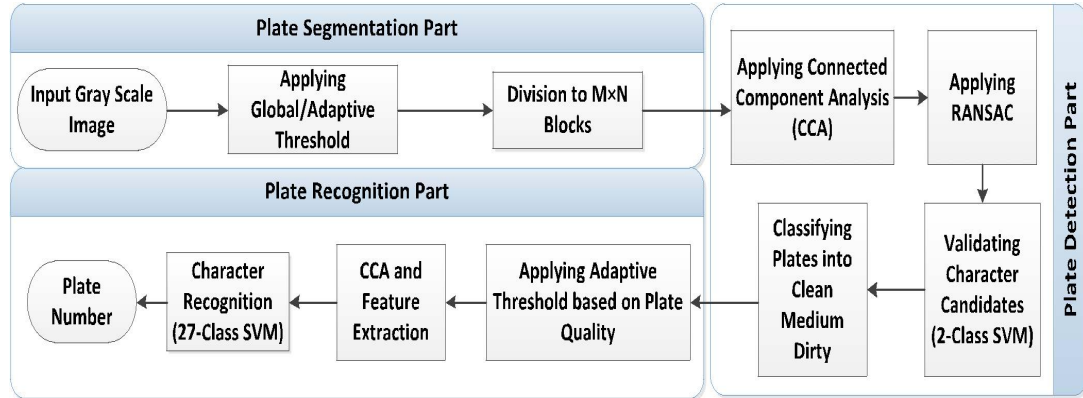 Plate Segmentation Part
Input Gray Scale
Image
Applying
Global/Adaptive
Threshold
Division to M×N
Blocks
Applying Connected
Component Analysis
(CCA)
Applying
RANSAC
Plate Detection Part
Validating
Character
Candidates
(2-Class SVM)
Classifying
Plates into
Clean
Medium
Dirty
Plate Recognition Part
Applying Adaptive
Threshold based on Plate
Quality
CCA and
Feature
Extraction
Character
Recognition
(27-Class SVM)
Plate
Number